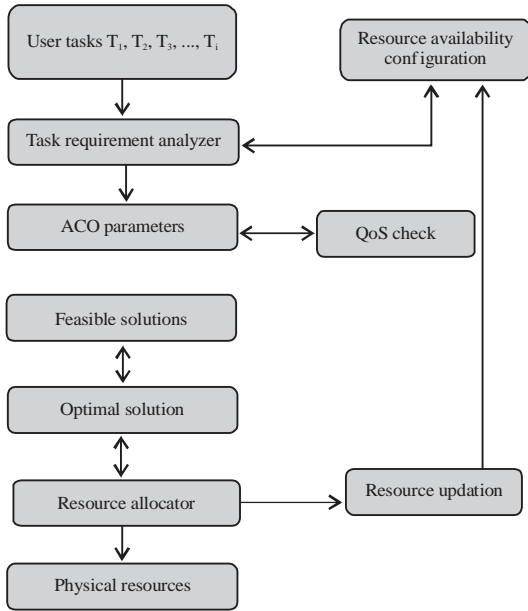 User tasks T₁, T₂, T₃, ..., Tᵢ
Resource availability
configuration
Task requirement analyzer
ACO parameters
QoS check
Feasible solutions
Optimal solution
Resource allocator
Resource updation
Physical resources